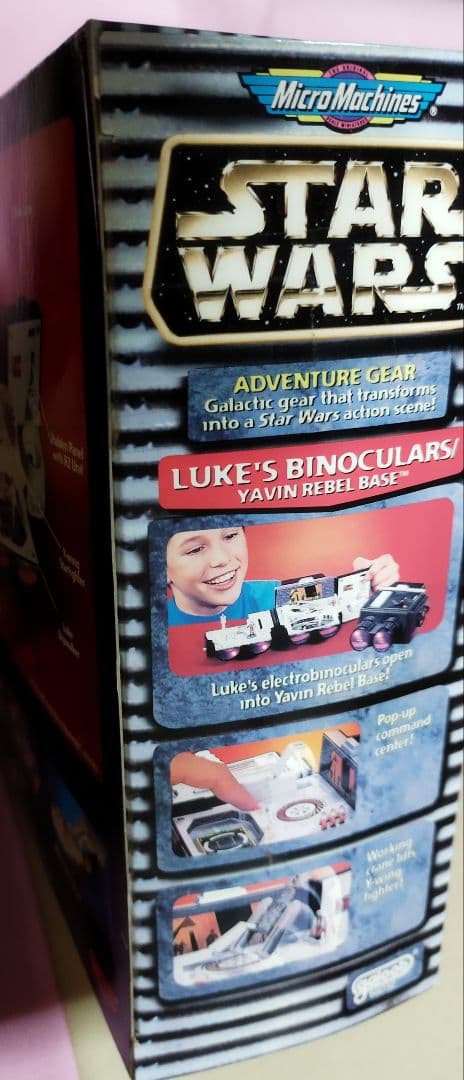 THE ORIGINAL
MicroMachines®
SCALE MINIATURES
STAR
WARS
TM
ADVENTURE GEAR
Galactic gear that transforms
into a Star Wars action scene!
LUKE'S BINOCULARS/
YAVIN REBEL BASE™
Luke's electrobinoculars open
into Yavin Rebel Base!
Pop-up
command
center!
Working
crane lifts
Y-wing
fighter!
galoob